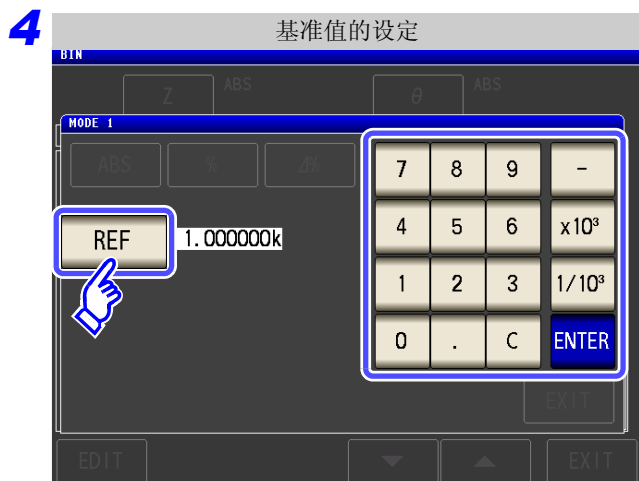 4 基准值的设定
BIN
Z ABS θ ABS
MODE 1
ABS % Δ%
7 8 9 -
REF 1.000000k
4 5 6 x10³
1 2 3 1/10³
0 . C ENTER
EXIT
EDIT EXIT